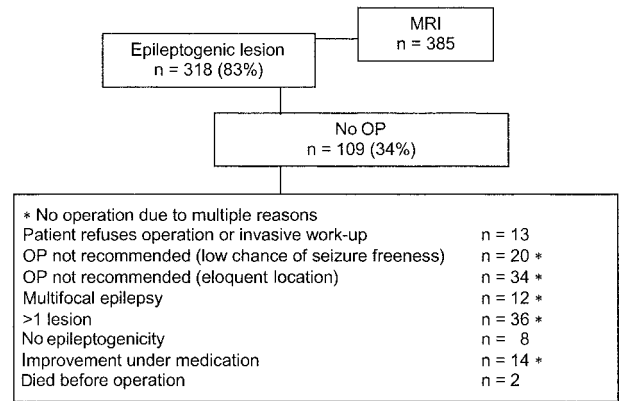 MRI
n = 385
Epileptogenic lesion
n = 318 (83%)
No OP
n = 109 (34%)
* No operation due to multiple reasons
Patient refuses operation or invasive work-up n = 13
OP not recommended (low chance of seizure freeness) n = 20 *
OP not recommended (eloquent location) n = 34 *
Multifocal epilepsy n = 12 *
>1 lesion n = 36 *
No epileptogenicity n = 8
Improvement under medication n = 14 *
Died before operation n = 2